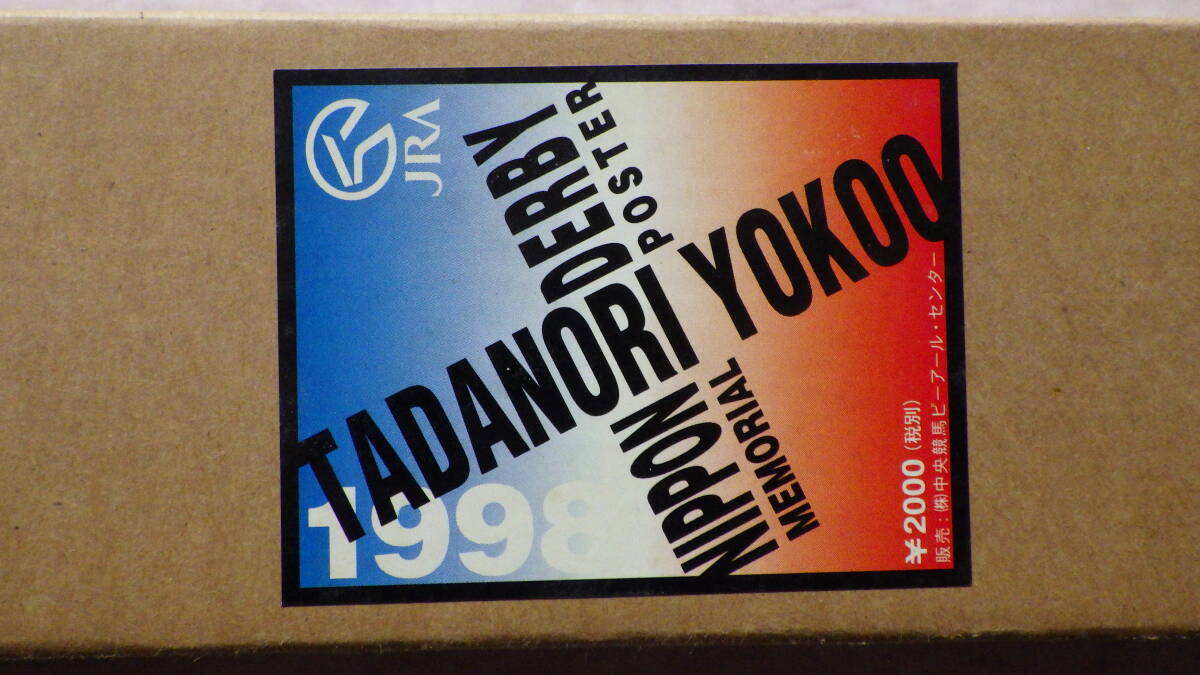 JRA
TADANORI YOKOO
NIPPON DERBY
MEMORIAL POSTER
1998
¥2000 (税別)
販売：㈱中央競馬ピーアール・センター